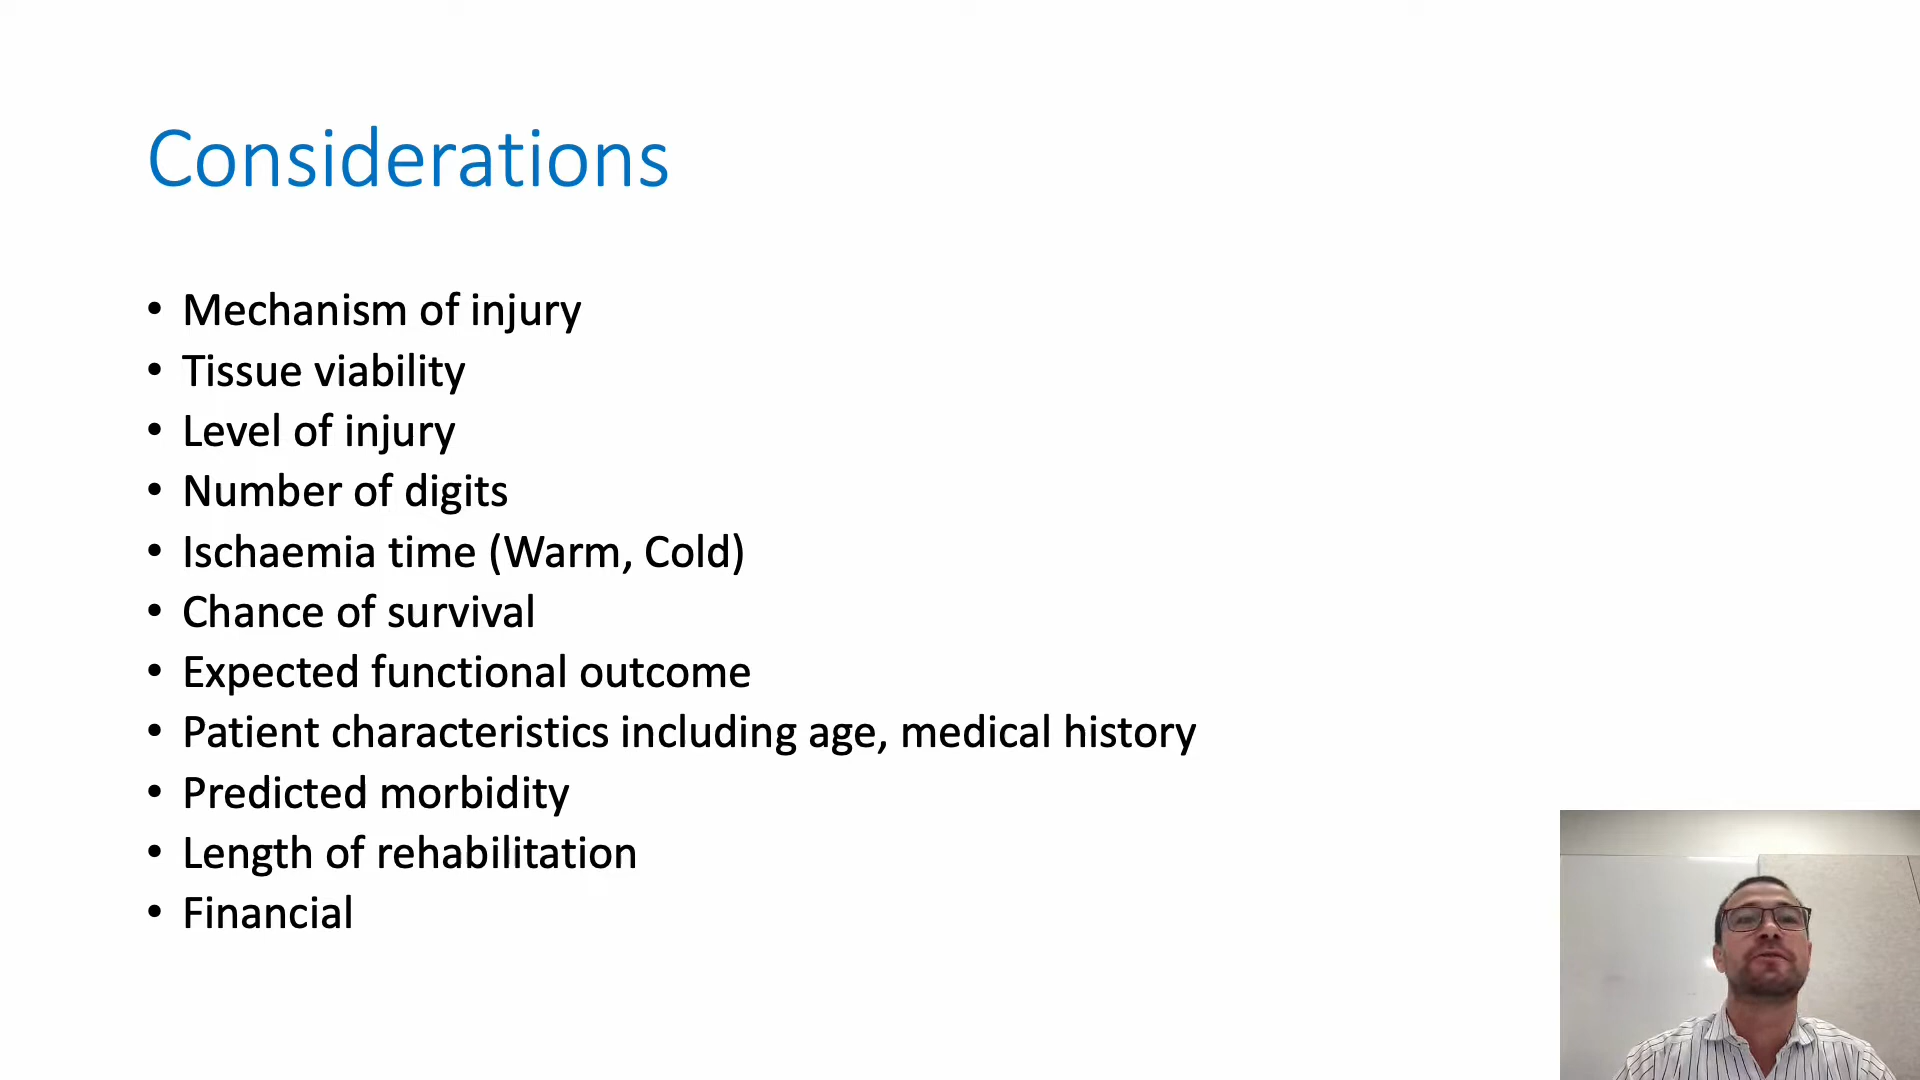 Considerations
• Mechanism of injury
• Tissue viability
• Level of injury
• Number of digits
• Ischaemia time (Warm, Cold)
• Chance of survival
• Expected functional outcome
• Patient characteristics including age, medical history
• Predicted morbidity
• Length of rehabilitation
• Financial